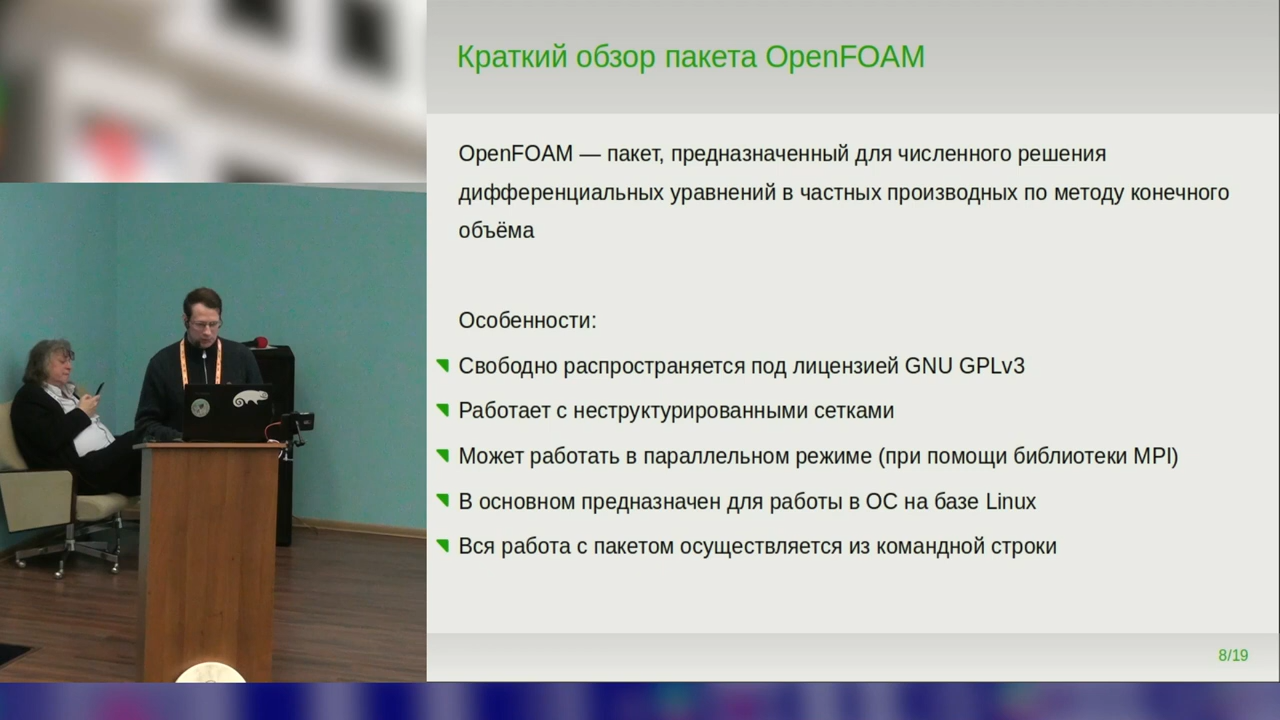 Краткий обзор пакета OpenFOAM
OpenFOAM — пакет, предназначенный для численного решения
дифференциальных уравнений в частных производных по методу конечного
объёма
Особенности:
Свободно распространяется под лицензией GNU GPLv3
Работает с неструктурированными сетками
Может работать в параллельном режиме (при помощи библиотеки MPI)
В основном предназначен для работы в ОС на базе Linux
Вся работа с пакетом осуществляется из командной строки
8/19